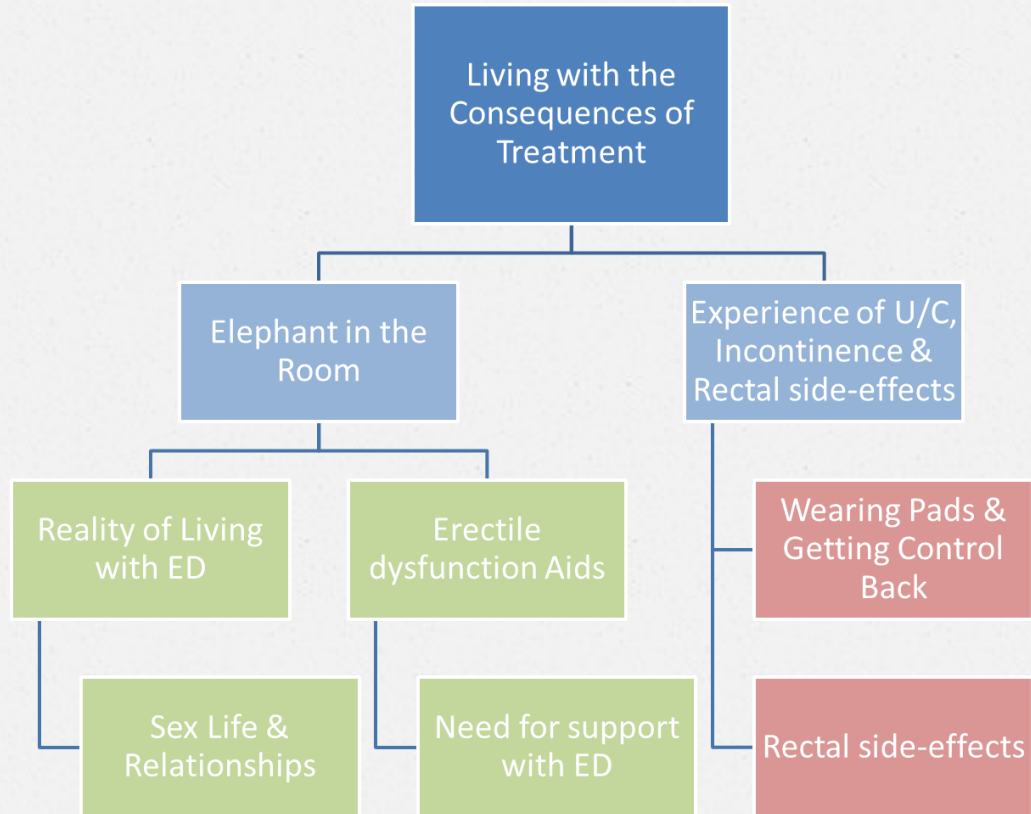 Living with the
Consequences of
Treatment
Elephant in the
Room
Experience of U/C,
Incontinence &
Rectal side-effects
Reality of Living
with ED
Erectile
dysfunction Aids
Wearing Pads &
Getting Control
Back
Sex Life &
Relationships
Need for support
with ED
Rectal side-effects